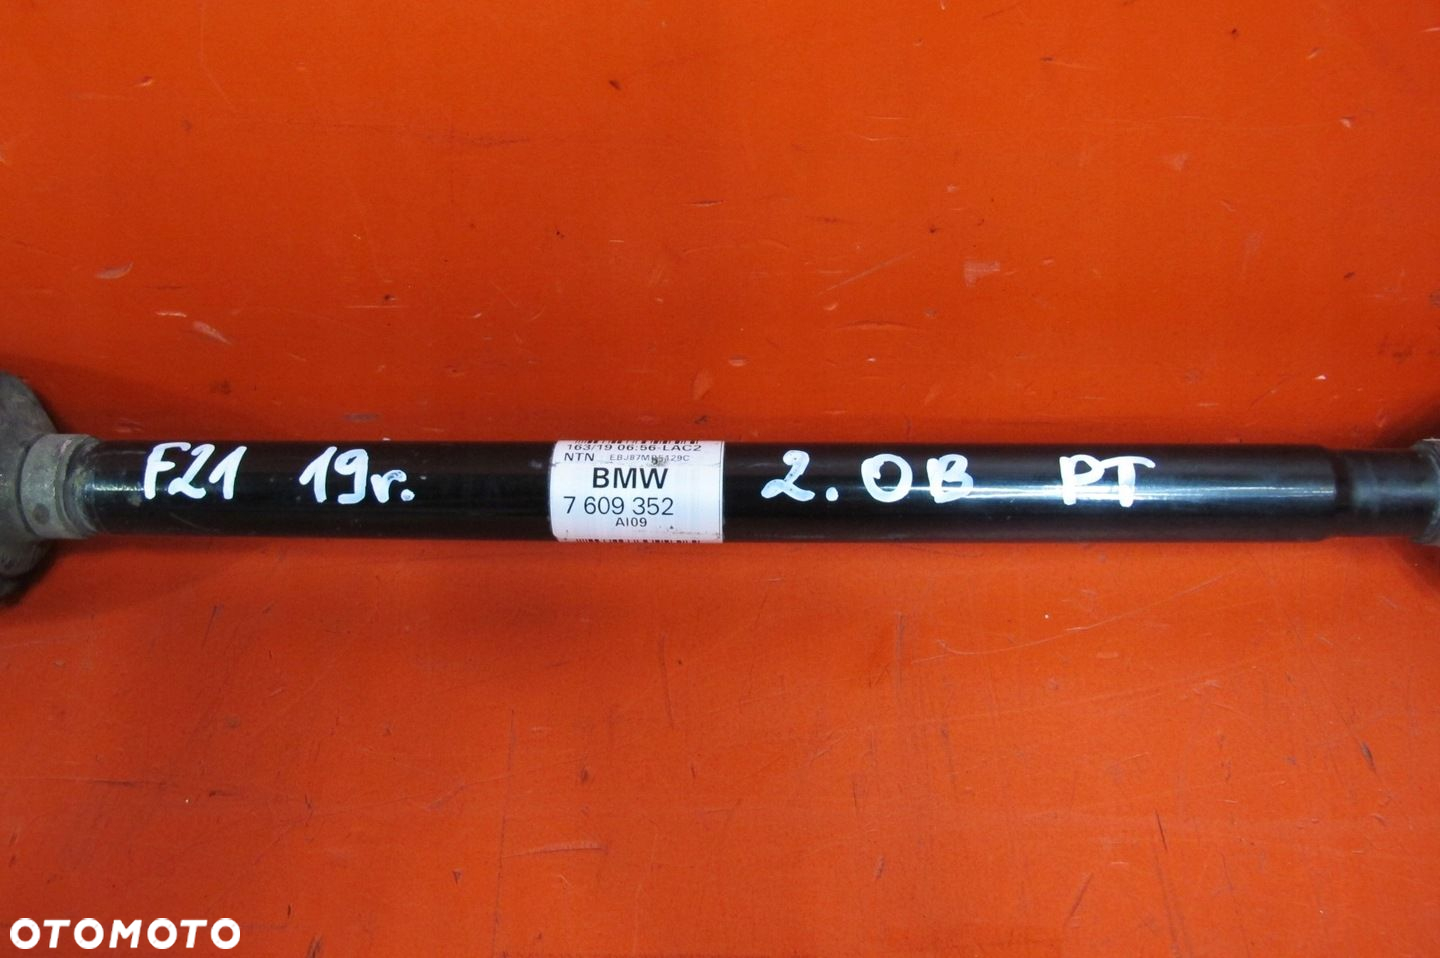 F21 19r.
163/19 06:56 LAC2
NTN
BMW
7 609 352
AI09
2.0B PT
OTOMOTO